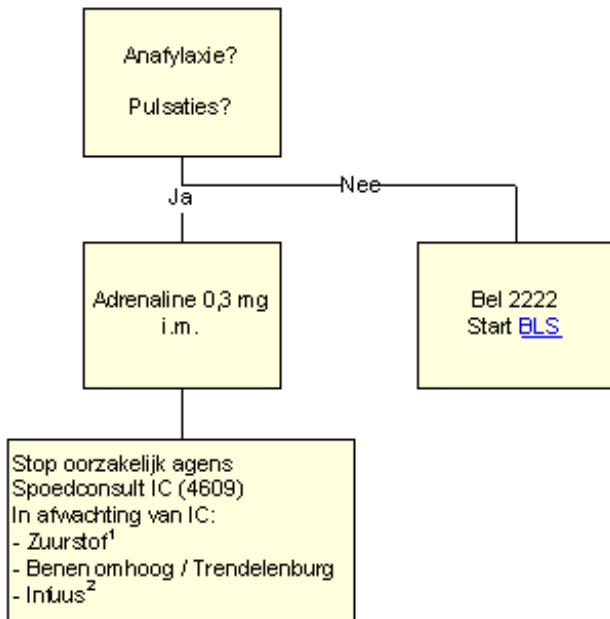 Anafylaxie?
Pulsaties?
Ja
Nee
Adrenaline 0,3 mg
i.m.
Bel 2222
Start BLS
Stop oorzakelijk agens
Spoedconsult IC (4609)
In afwachting van IC:
- Zuurstof¹
- Benen omhoog / Trendelenburg
- Infuus²